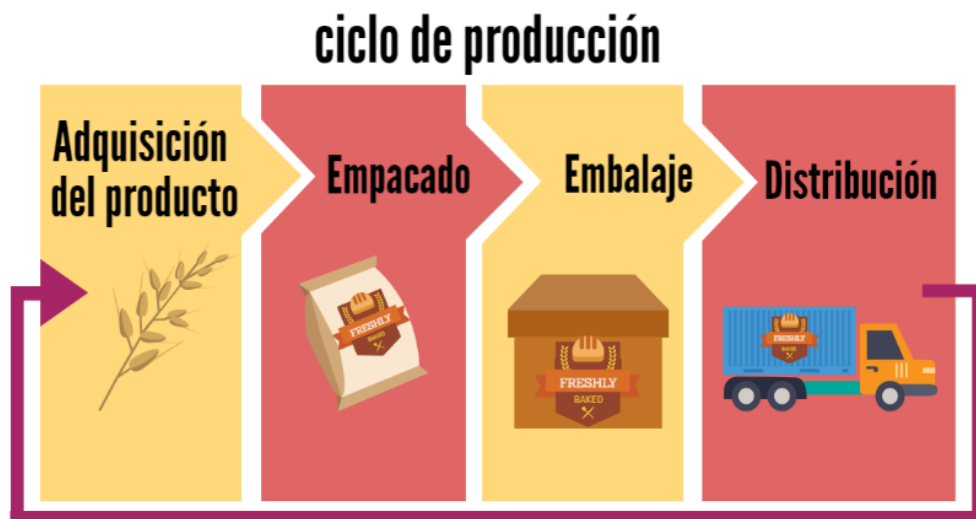 ciclo de producción
Adquisición
del producto
Empacado
Embalaje
Distribución
FRESHLY
BAKED
FRESHLY
BAKED
FRESHLY
BAKED